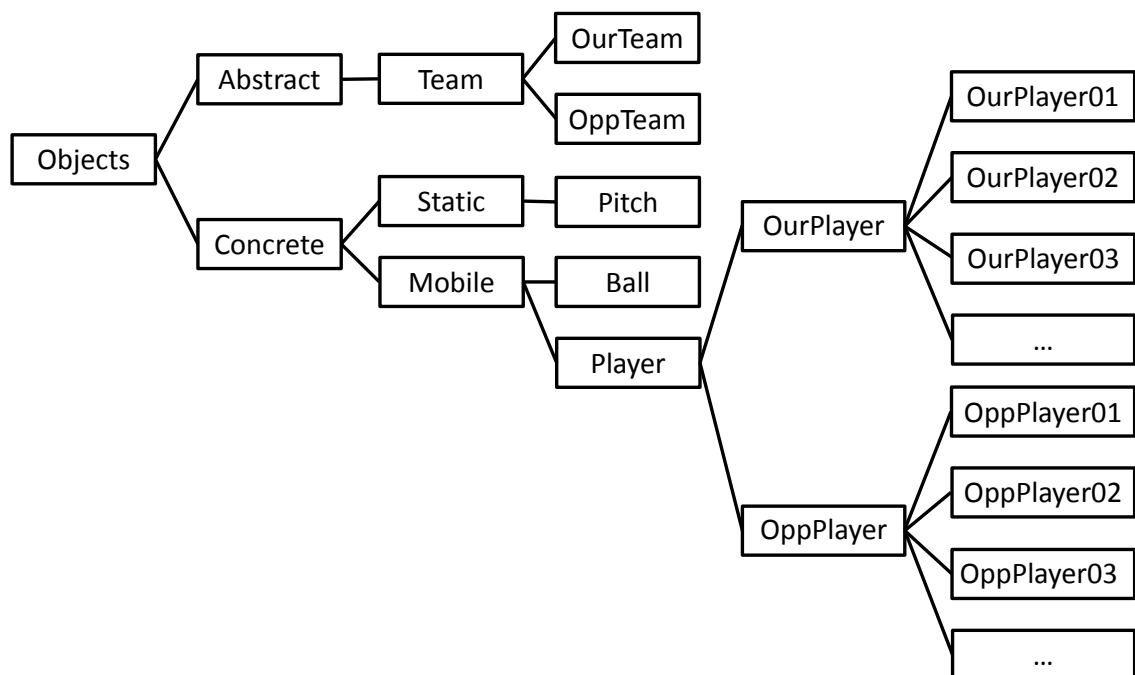 Objects
Abstract
Team
OurTeam
OppTeam
Concrete
Static
Pitch
Mobile
Ball
Player
OurPlayer
OurPlayer01
OurPlayer02
OurPlayer03
...
OppPlayer
OppPlayer01
OppPlayer02
OppPlayer03
...